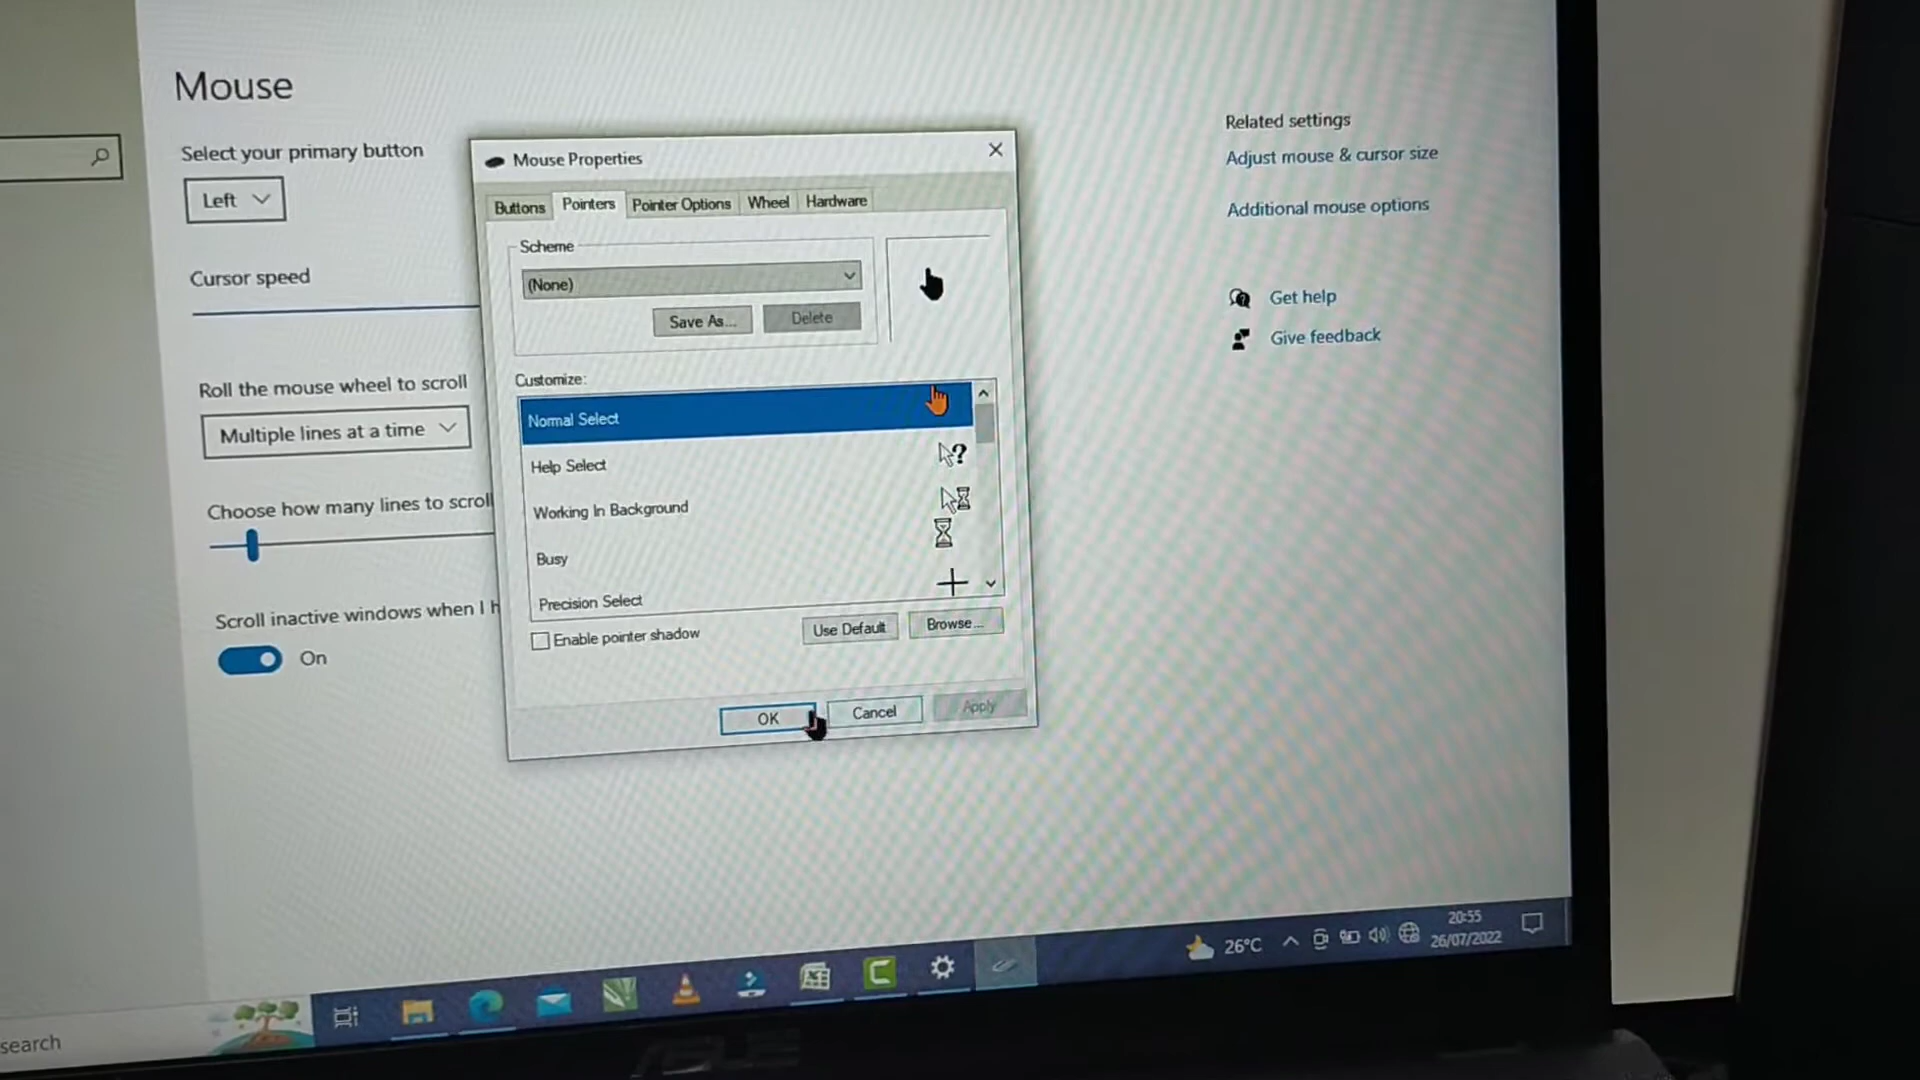 Mouse
Select your primary button
Left
Cursor speed
Roll the mouse wheel to scroll
Multiple lines at a time
Choose how many lines to scroll
Scroll inactive windows when I h
On
Mouse Properties
Buttons
Pointers
Pointer Options
Wheel
Hardware
Scheme
(None)
Save As...
Delete
Customize:
Normal Select
Help Select
Working In Background
Busy
Precision Select
Enable pointer shadow
Use Default
Browse...
OK
Cancel
Apply
Related settings
Adjust mouse & cursor size
Additional mouse options
Get help
Give feedback
search
26°C
20:55
26/07/2022